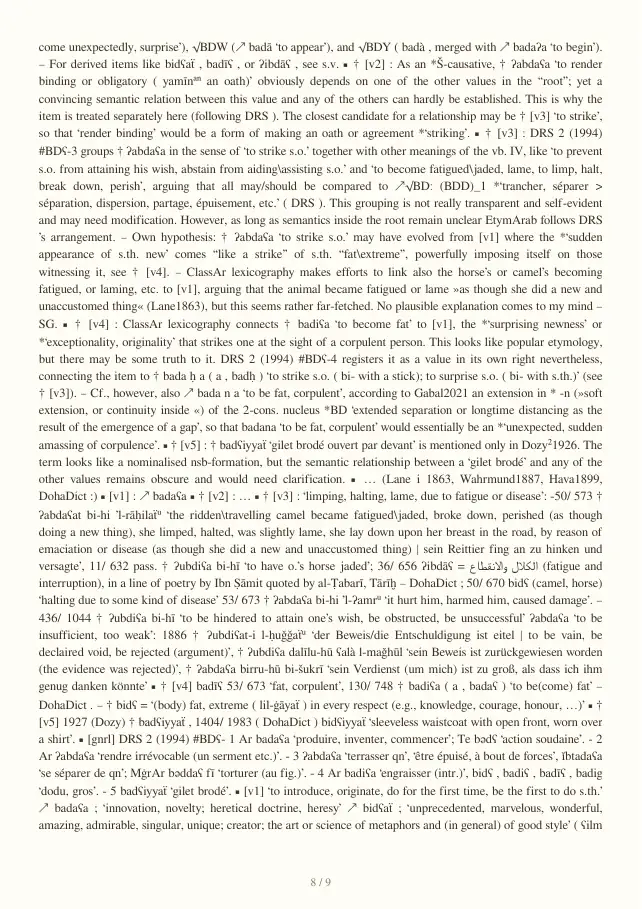 come unexpectedly, surprise’), √BDW (↗ badā ‘to appear’), and √BDY ( badà , merged with ↗ badaʔa ‘to begin’).
– For derived items like bidʕaẗ , badīʕ , or ʔibdāʕ , see s.v. ▪ † [v2] : As an *Š-causative, † ʔabdaʕa ‘to render
binding or obligatory ( yamīnᵃⁿ an oath)’ obviously depends on one of the other values in the “root”; yet a
convincing semantic relation between this value and any of the others can hardly be established. This is why the
item is treated separately here (following DRS ). The closest candidate for a relationship may be † [v3] ‘to strike’,
so that ‘render binding’ would be a form of making an oath or agreement *‘striking’. ▪ † [v3] : DRS 2 (1994)
#BDʕ-3 groups † ʔabdaʕa in the sense of ‘to strike s.o.’ together with other meanings of the vb. IV, like ‘to prevent
s.o. from attaining his wish, abstain from aiding\assisting s.o.’ and ‘to become fatigued\jaded, lame, to limp, halt,
break down, perish’, arguing that all may/should be compared to ↗√BD: (BDD)_1 *‘trancher, séparer >
séparation, dispersion, partage, épuisement, etc.’ ( DRS ). This grouping is not really transparent and self-evident
and may need modification. However, as long as semantics inside the root remain unclear EtymArab follows DRS
’s arrangement. – Own hypothesis: † ʔabdaʕa ‘to strike s.o.’ may have evolved from [v1] where the *‘sudden
appearance of s.th. new’ comes “like a strike” of s.th. “fat\extreme”, powerfully imposing itself on those
witnessing it, see † [v4]. – ClassAr lexicography makes efforts to link also the horse’s or camel’s becoming
fatigued, or laming, etc. to [v1], arguing that the animal became fatigued or lame »as though she did a new and
unaccustomed thing« (Lane1863), but this seems rather far-fetched. No plausible explanation comes to my mind –
SG. ▪ † [v4] : ClassAr lexicography connects † badiʕa ‘to become fat’ to [v1], the *‘surprising newness’ or
*‘exceptionality, originality’ that strikes one at the sight of a corpulent person. This looks like popular etymology,
but there may be some truth to it. DRS 2 (1994) #BDʕ-4 registers it as a value in its own right nevertheless,
connecting the item to † bada ḥ a ( a , badḥ ) ‘to strike s.o. ( bi- with a stick); to surprise s.o. ( bi- with s.th.)’ (see
† [v3]). – Cf., however, also ↗ bada n a ‘to be fat, corpulent’, according to Gabal2021 an extension in * -n (»soft
extension, or continuity inside «) of the 2-cons. nucleus *BD ‘extended separation or longtime distancing as the
result of the emergence of a gap’, so that badana ‘to be fat, corpulent’ would essentially be an *‘unexpected, sudden
amassing of corpulence’. ▪ † [v5] : † badʕiyyaẗ ‘gilet brodé ouvert par devant’ is mentioned only in Dozy²1926. The
term looks like a nominalised nsb-formation, but the semantic relationship between a ‘gilet brodé’ and any of the
other values remains obscure and would need clarification. ▪ … (Lane i 1863, Wahrmund1887, Hava1899,
DohaDict :) ▪ [v1] : ↗ badaʕa ▪ † [v2] : … ▪ † [v3] : ‘limping, halting, lame, due to fatigue or disease’: -50/ 573 †
ʔabdaʕat bi-hi ’l-rāḥilaẗᵘ ‘the ridden\travelling camel became fatigued\jaded, broke down, perished (as though
doing a new thing), she limped, halted, was slightly lame, she lay down upon her breast in the road, by reason of
emaciation or disease (as though she did a new and unaccustomed thing) | sein Reittier fing an zu hinken und
versagte’, 11/ 632 pass. † ʔubdiʕa bi-hī ‘to have o.’s horse jaded’; 36/ 656 ʔibdāʕ = الكلال والانقطاع (fatigue and
interruption), in a line of poetry by Ibn Ṣāmit quoted by al-Ṭabarī, Tārīḫ – DohaDict ; 50/ 670 bidʕ (camel, horse)
‘halting due to some kind of disease’ 53/ 673 † ʔabdaʕa bi-hi ’l-ʔamrᵘ ‘it hurt him, harmed him, caused damage’. –
436/ 1044 † ʔubdiʕa bi-hī ‘to be hindered to attain one’s wish, be obstructed, be unsuccessful’ ʔabdaʕa ‘to be
insufficient, too weak’: 1886 † ʔubdiʕat-i l-ḥuǧǧaẗᵘ ‘der Beweis/die Entschuldigung ist eitel | to be vain, be
declaired void, be rejected (argument)’, † ʔubdiʕa dalīlu-hū ʕalà l-maǧhūl ‘sein Beweis ist zurückgewiesen worden
(the evidence was rejected)’, † ʔabdaʕa birru-hū bi-šukrī ‘sein Verdienst (um mich) ist zu groß, als dass ich ihm
genug danken könnte’ ▪ † [v4] badīʕ 53/ 673 ‘fat, corpulent’, 130/ 748 † badiʕa ( a , badaʕ ) ‘to be(come) fat’ –
DohaDict . – † bidʕ = ‘(body) fat, extreme ( lil-ġāyaẗ ) in every respect (e.g., knowledge, courage, honour, …)’ ▪ †
[v5] 1927 (Dozy) † badʕiyyaẗ , 1404/ 1983 ( DohaDict ) bidʕiyyaẗ ‘sleeveless waistcoat with open front, worn over
a shirt’. ▪ [gnrl] DRS 2 (1994) #BDʕ- 1 Ar badaʕa ‘produire, inventer, commencer’; Te bədʕ ‘action soudaine’. - 2
Ar ʔabdaʕa ‘rendre irrévocable (un serment etc.)’. - 3 ʔabdaʕa ‘terrasser qn’, ‘être épuisé, à bout de forces’, ĭbtadaʕa
‘se séparer de qn’; MġrAr bəddaʕ fī ‘torturer (au fig.)’. - 4 Ar badiʕa ‘engraisser (intr.)’, bidʕ , badiʕ , badīʕ , badig
‘dodu, gros’. - 5 badʕiyyaẗ ‘gilet brodé’. ▪ [v1] ‘to introduce, originate, do for the first time, be the first to do s.th.’
↗ badaʕa ; ‘innovation, novelty; heretical doctrine, heresy’ ↗ bidʕaẗ ; ‘unprecedented, marvelous, wonderful,
amazing, admirable, singular, unique; creator; the art or science of metaphors and (in general) of good style’ ( ʕilm
8 / 9